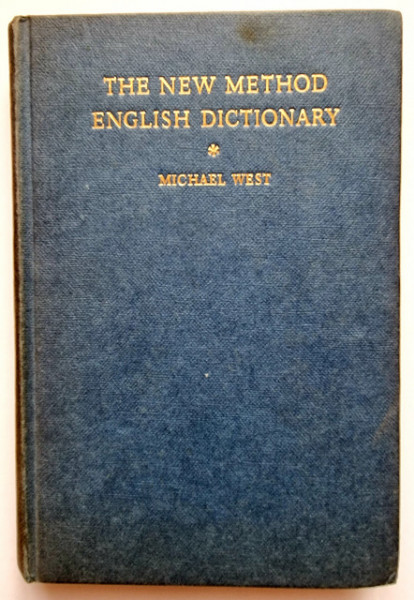 THE NEW METHOD
ENGLISH DICTIONARY
*
MICHAEL WEST